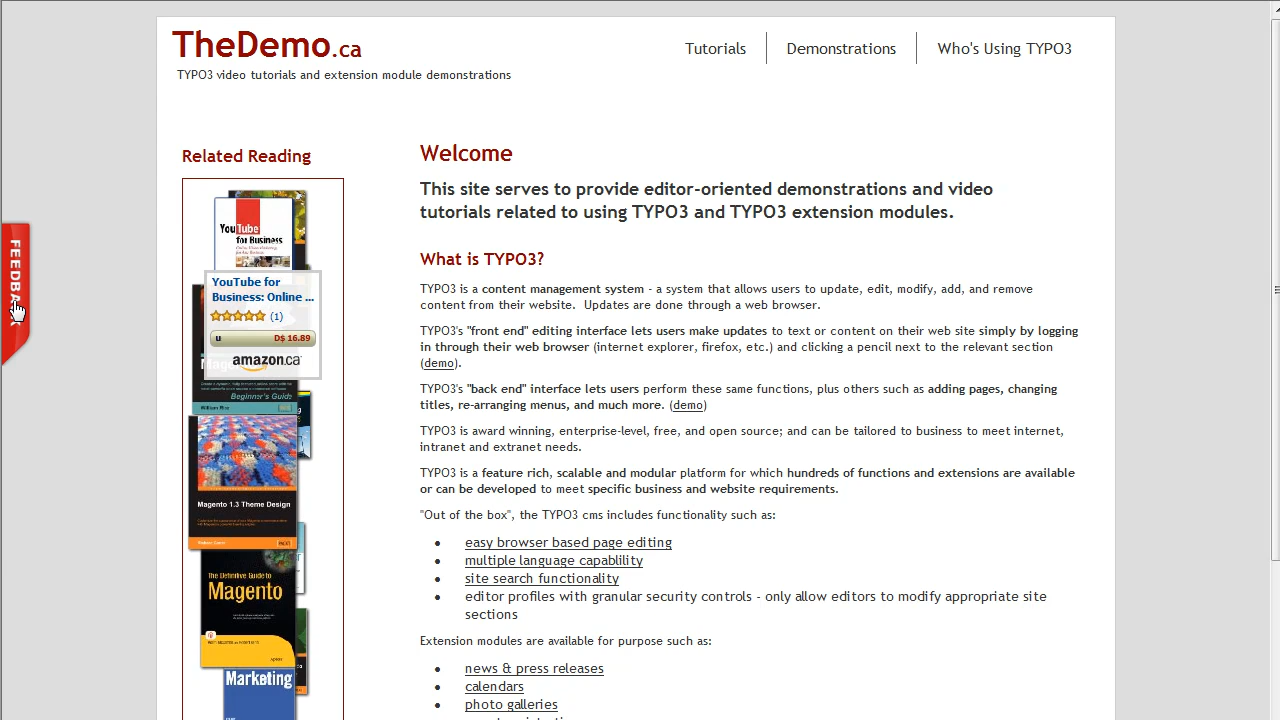 TheDemo.ca
TYPO3 video tutorials and extension module demonstrations
Tutorials
Demonstrations
Who's Using TYPO3
FEEDBACK
Related Reading
YouTube
for Business
YouTube for
Business: Online ...
(1)
u D$ 16.89
amazon.ca
Beginner's Guide
William Rice
Magento 1.3 Theme Design
The Definitive Guide to
Magento
Marketing
Welcome
This site serves to provide editor-oriented demonstrations and video
tutorials related to using TYPO3 and TYPO3 extension modules.
What is TYPO3?
TYPO3 is a content management system - a system that allows users to update, edit, modify, add, and remove
content from their website. Updates are done through a web browser.
TYPO3's "front end" editing interface lets users make updates to text or content on their web site simply by logging
in through their web browser (internet explorer, firefox, etc.) and clicking a pencil next to the relevant section
(demo).
TYPO3's "back end" interface lets users perform the same functions, plus others such as adding pages, changing
titles, re-arranging menus, and much more. (demo)
TYPO3 is award winning, enterprise-level, free, and open source; and can be tailored to business to meet internet,
intranet and extranet needs.
TYPO3 is a feature rich, scalable and modular platform for which hundreds of functions and extensions are available
or can be developed to meet specific business and website requirements.
"Out of the box", the TYPO3 cms includes functionality such as:
• easy browser based page editing
• multiple language capablility
• site search functionality
• editor profiles with granular security controls - only allow editors to modify appropriate site
sections
Extension modules are available for purpose such as:
• news & press releases
• calendars
• photo galleries